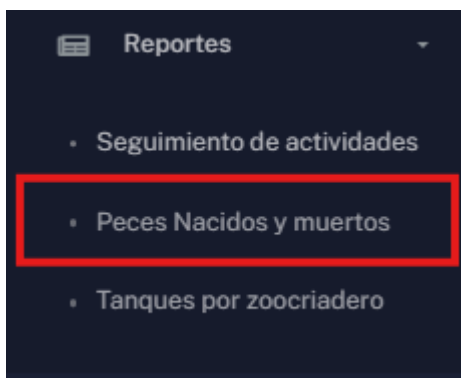 Reportes
Seguimiento de actividades
Peces Nacidos y muertos
Tanques por zoocriadero